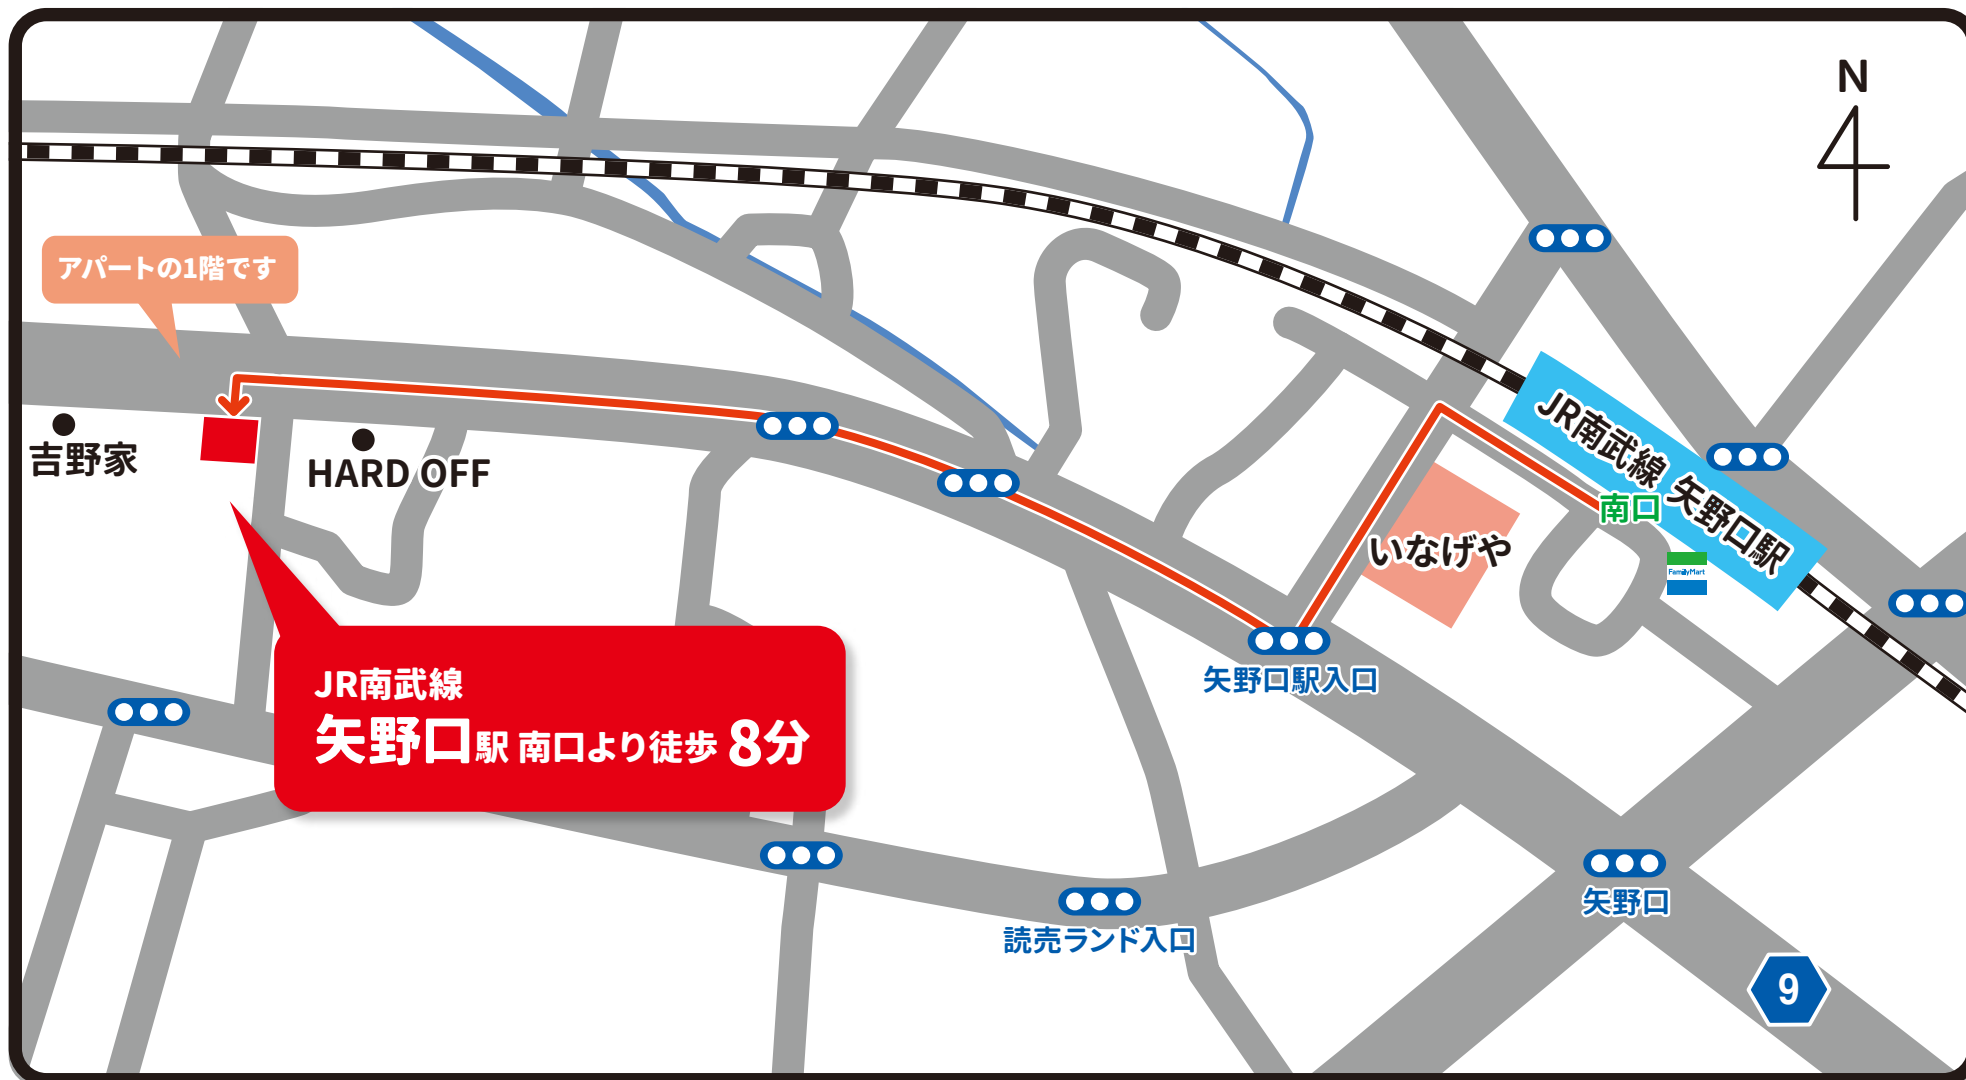 N
アパートの1階です
吉野家
HARD OFF
JR南武線 矢野口駅
南口
FamilyMart
いなげや
矢野口駅入口
JR南武線
矢野口駅 南口より徒歩 8分
矢野口
読売ランド入口
9